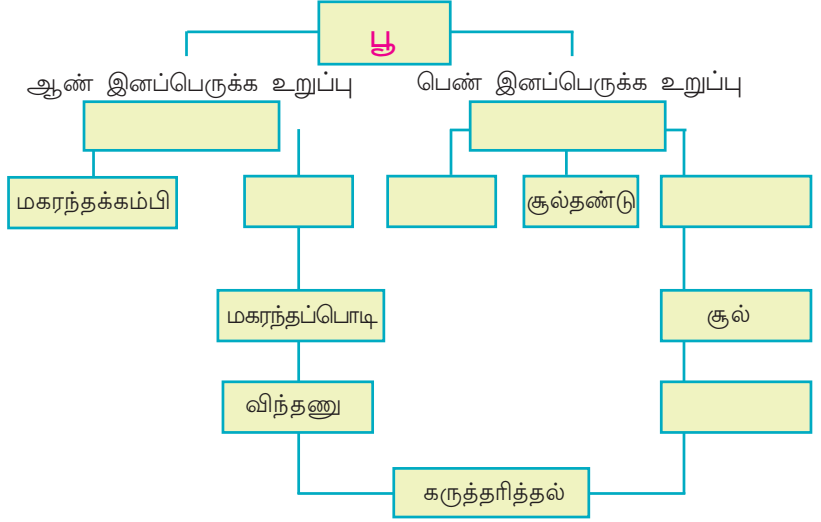 பூ
ஆண் இனப்பெருக்க உறுப்பு
பெண் இனப்பெருக்க உறுப்பு
மகரந்தக்கம்பி
சூல்தண்டு
மகரந்தப்பொடி
சூல்
விந்தணு
கருத்தரித்தல்